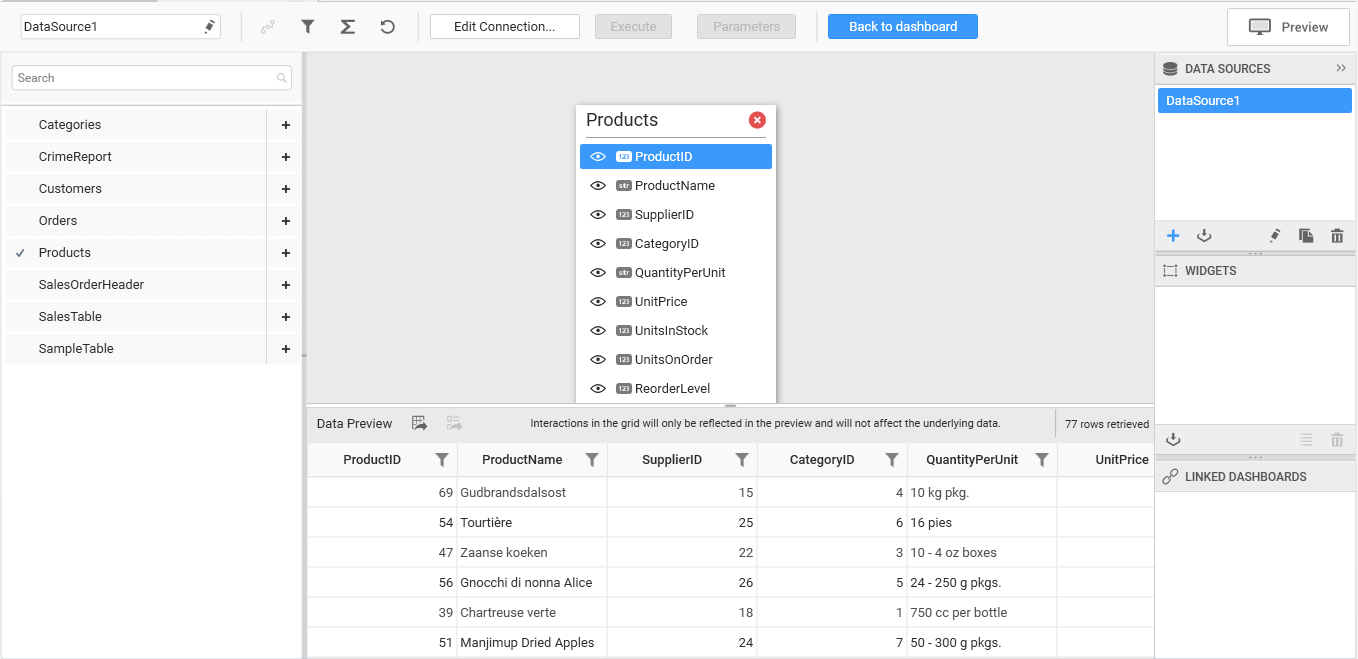 DataSource1
Edit Connection...
Execute
Parameters
Back to dashboard
Preview
Search
Categories
CrimeReport
Customers
Orders
Products
SalesOrderHeader
SalesTable
SampleTable
Products
123 ProductID
str ProductName
123 SupplierID
123 CategoryID
str QuantityPerUnit
123 UnitPrice
123 UnitsInStock
123 UnitsOnOrder
123 ReorderLevel
Data Preview Interactions in the grid will only be reflected in the preview and will not affect the underlying data. 77 rows retrieved
ProductID ProductName SupplierID CategoryID QuantityPerUnit UnitPrice
69 Gudbrandsdalsost 15 4 10 kg pkg.
54 Tourtière 25 6 16 pies
47 Zaanse koeken 22 3 10 - 4 oz boxes
56 Gnocchi di nonna Alice 26 5 24 - 250 g pkgs.
39 Chartreuse verte 18 1 750 cc per bottle
51 Manjimup Dried Apples 24 7 50 - 300 g pkgs.
DATA SOURCES
DataSource1
WIDGETS
LINKED DASHBOARDS